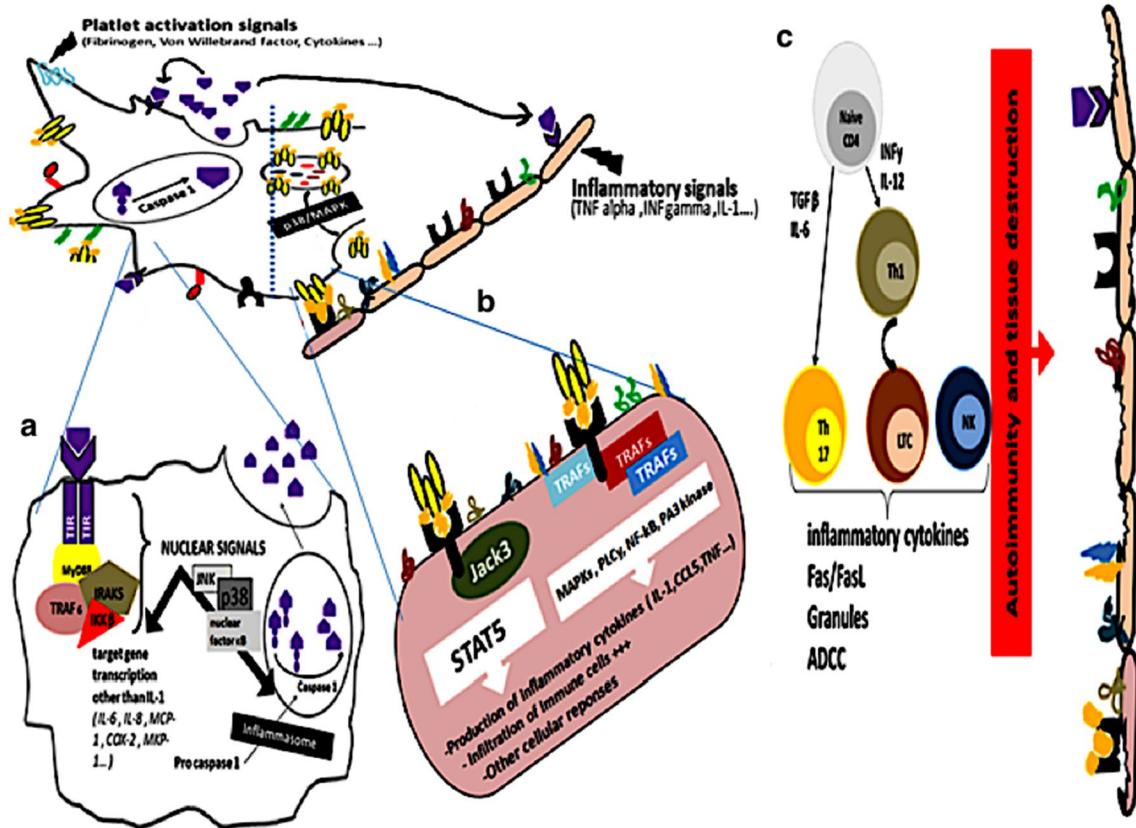 Platlet activation signals
(Fibrinogen, Von Willebrand factor, Cytokines ...)
Caspase 1
p38/MAPK
Inflammatory signals
(TNF alpha ,INF gamma ,IL-1....)
b
a
TIR
TIR
MyD88
TRAF 6
IRAKS
IKK β
NUCLEAR SIGNALS
JNK
p38
nuclear
factor κB
target gene
transcription
other than IL-1
(IL-6 , IL-8 , MCP-
1 , COX-2 , MKP-
1...)
Caspase 1
Inflammasome
Pro caspase 1
TRAFs
TRAFs
TRAFs
Jack3
STAT5
MAPKs , PLCγ, NF-kB, PA3 kinase
-Production of Inflammatory cytokines ( IL-1,CCL5,TNF...)
- Infiltration of Immune cells +++
-Other cellular reponses
c
Naive
CD4
INFγ
IL-12
TGF β
IL-6
Th1
Th
17
LTC
NK
inflammatory cytokines
Fas/FasL
Granules
ADCC
Autoimmunity and tissue destruction